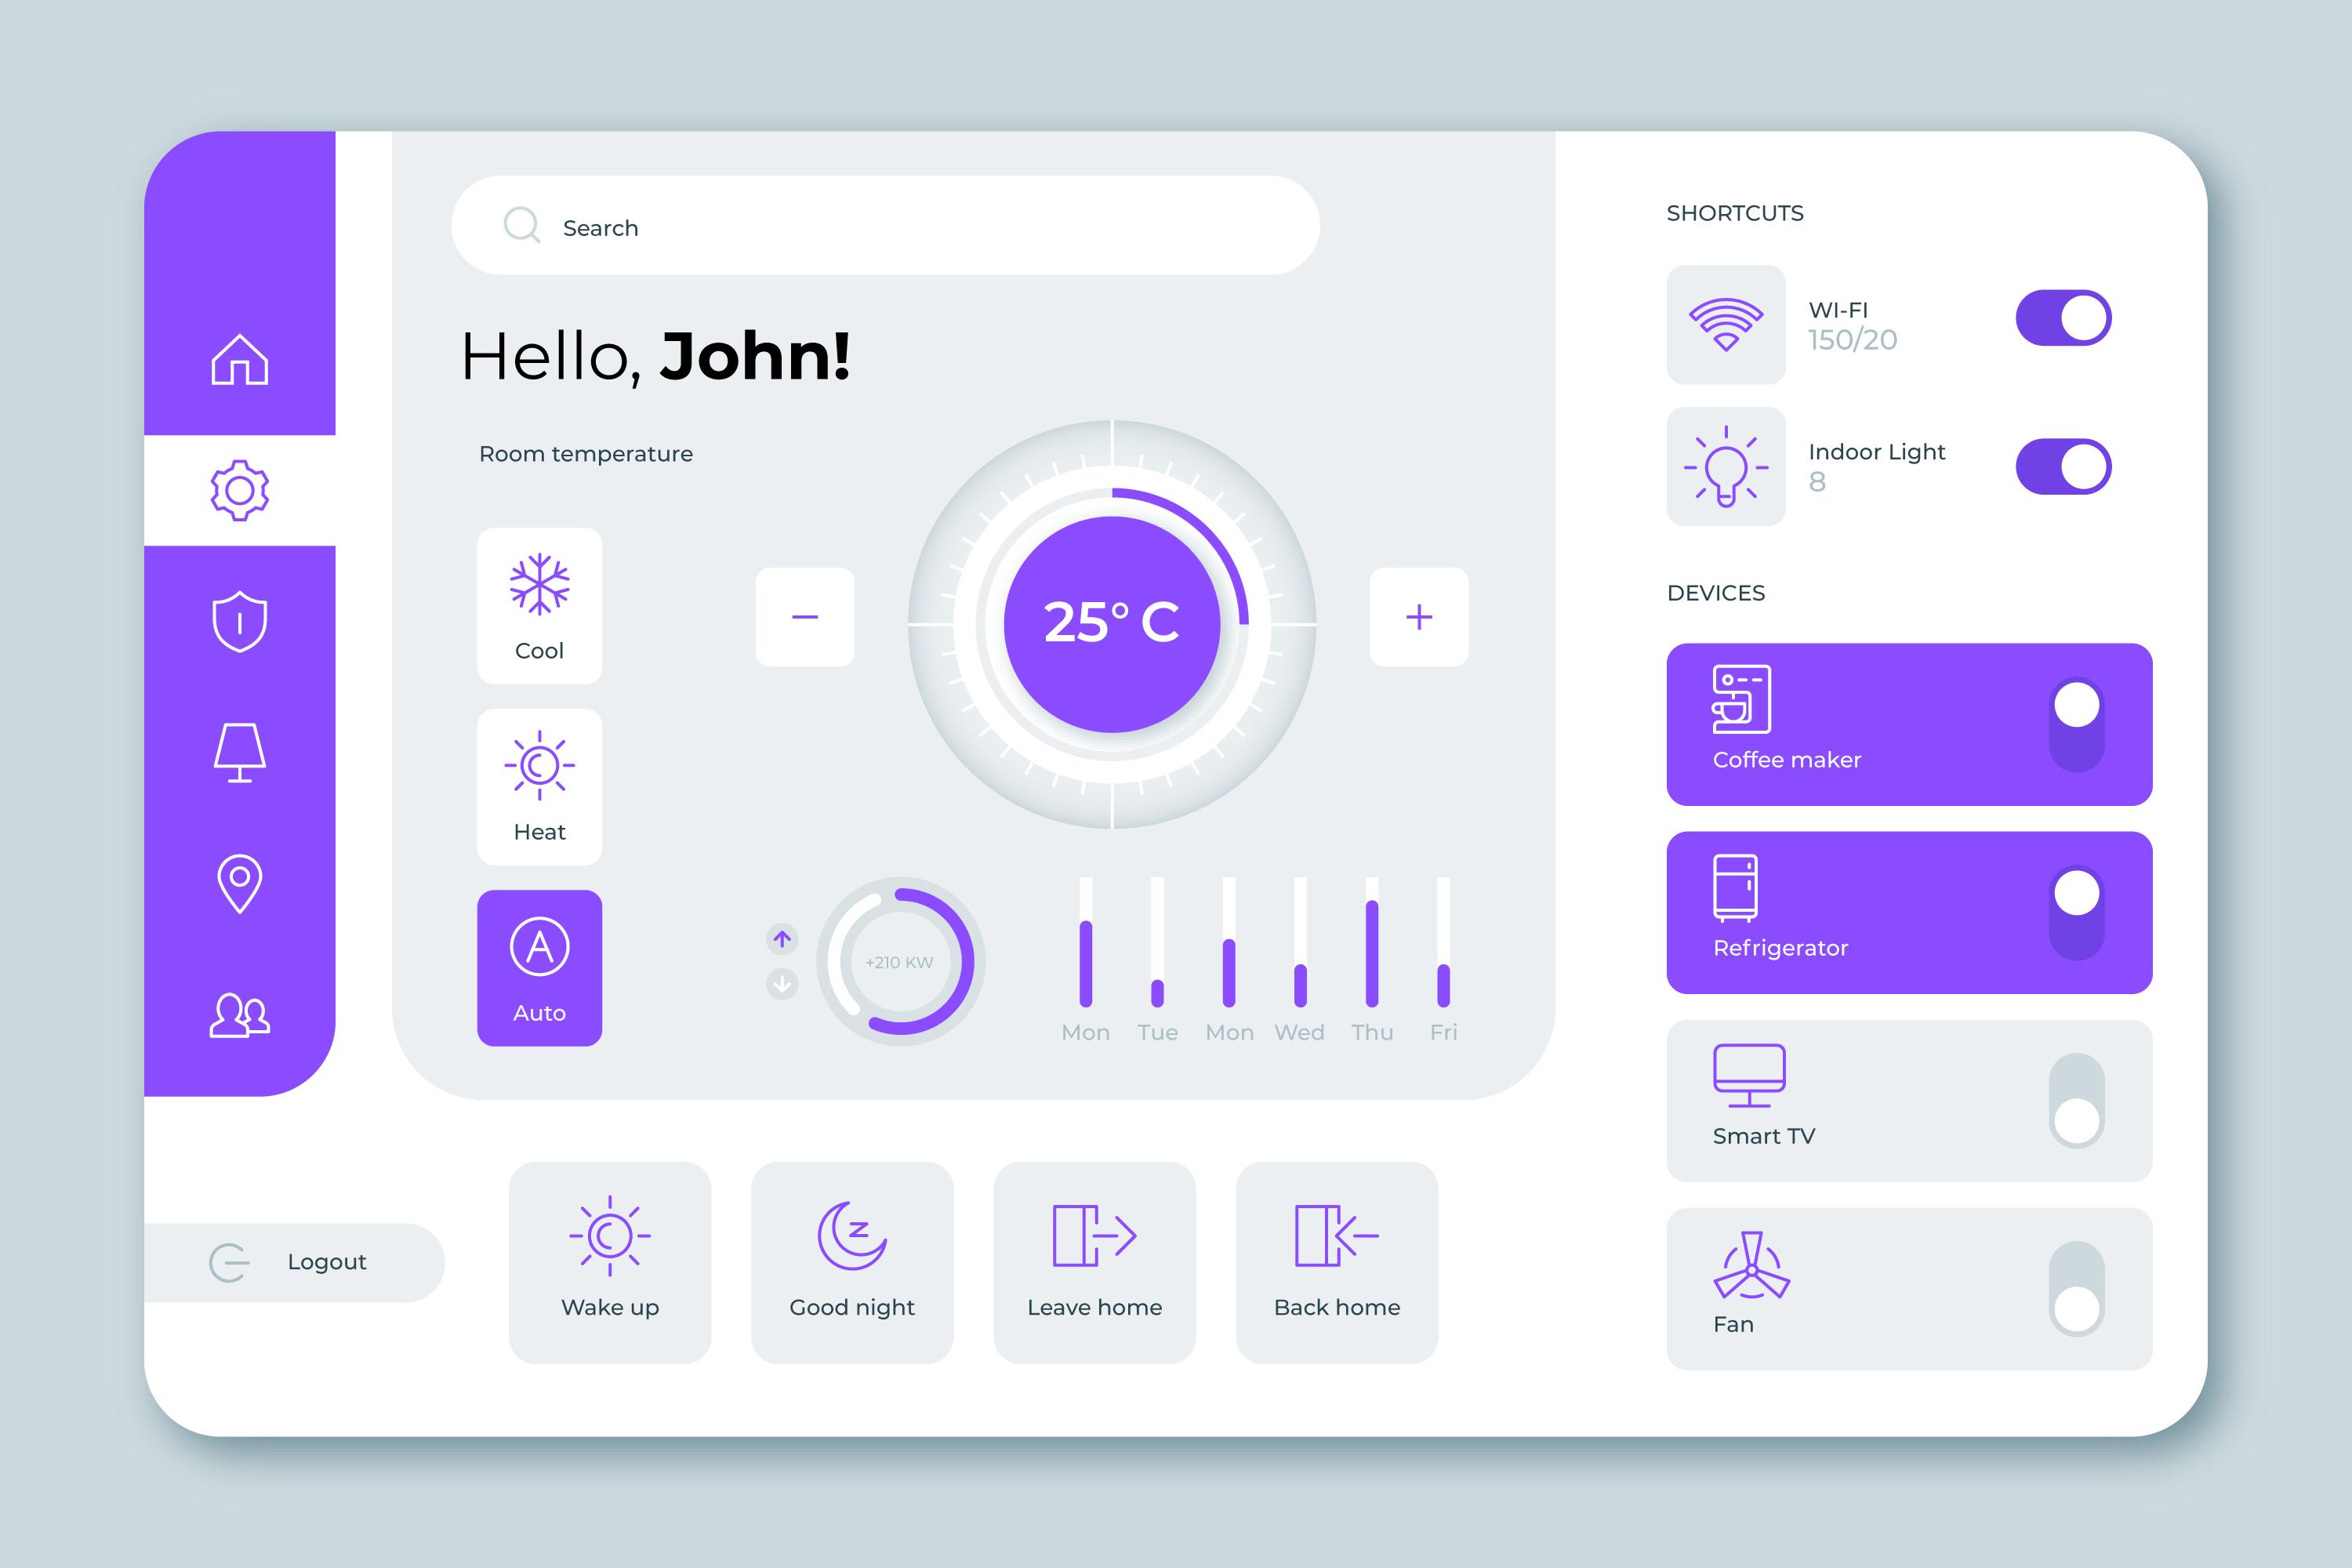 Search
Hello, John!
Room temperature
Cool
Heat
Auto
25° C
+210 KW
Mon Tue Mon Wed Thu Fri
Logout
Wake up
Good night
Leave home
Back home
SHORTCUTS
WI-FI
150/20
Indoor Light
8
DEVICES
Coffee maker
Refrigerator
Smart TV
Fan